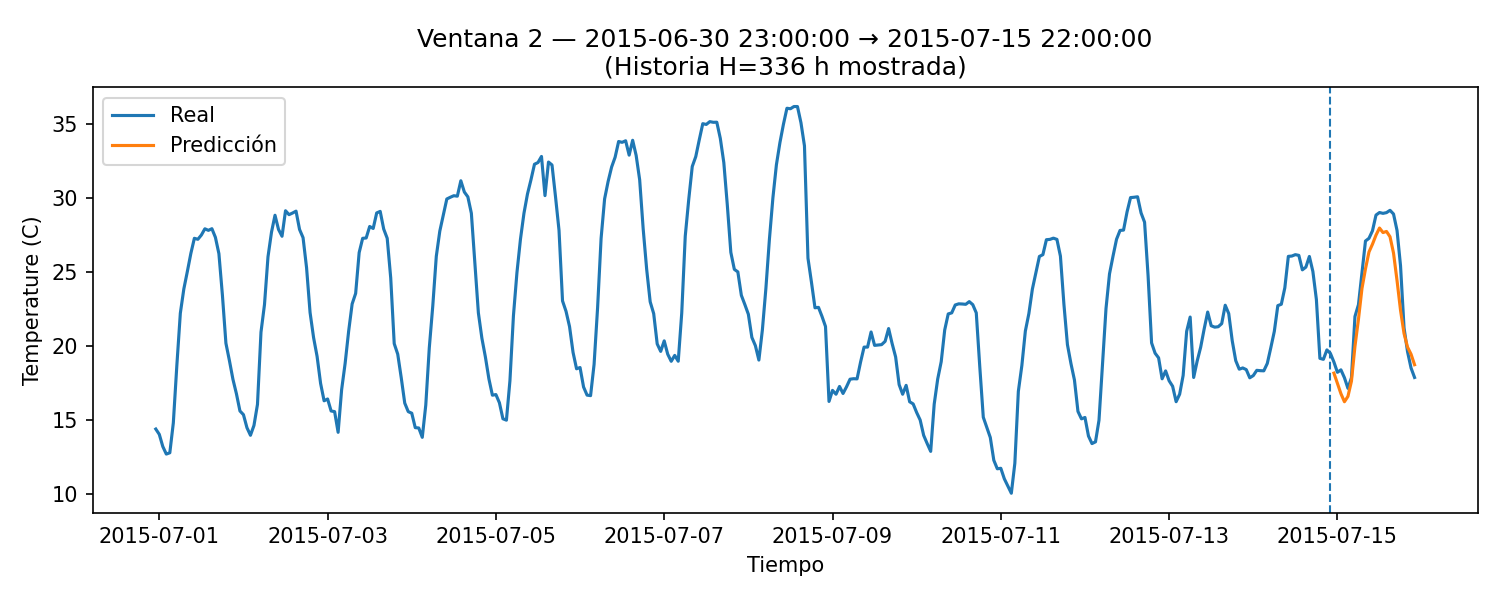 Ventana 2 — 2015-06-30 23:00:00 → 2015-07-15 22:00:00
(Historia H=336 h mostrada)
Real
Predicción
Temperature (C)
35
30
25
20
15
10
2015-07-01 2015-07-03 2015-07-05 2015-07-07 2015-07-09 2015-07-11 2015-07-13 2015-07-15
Tiempo